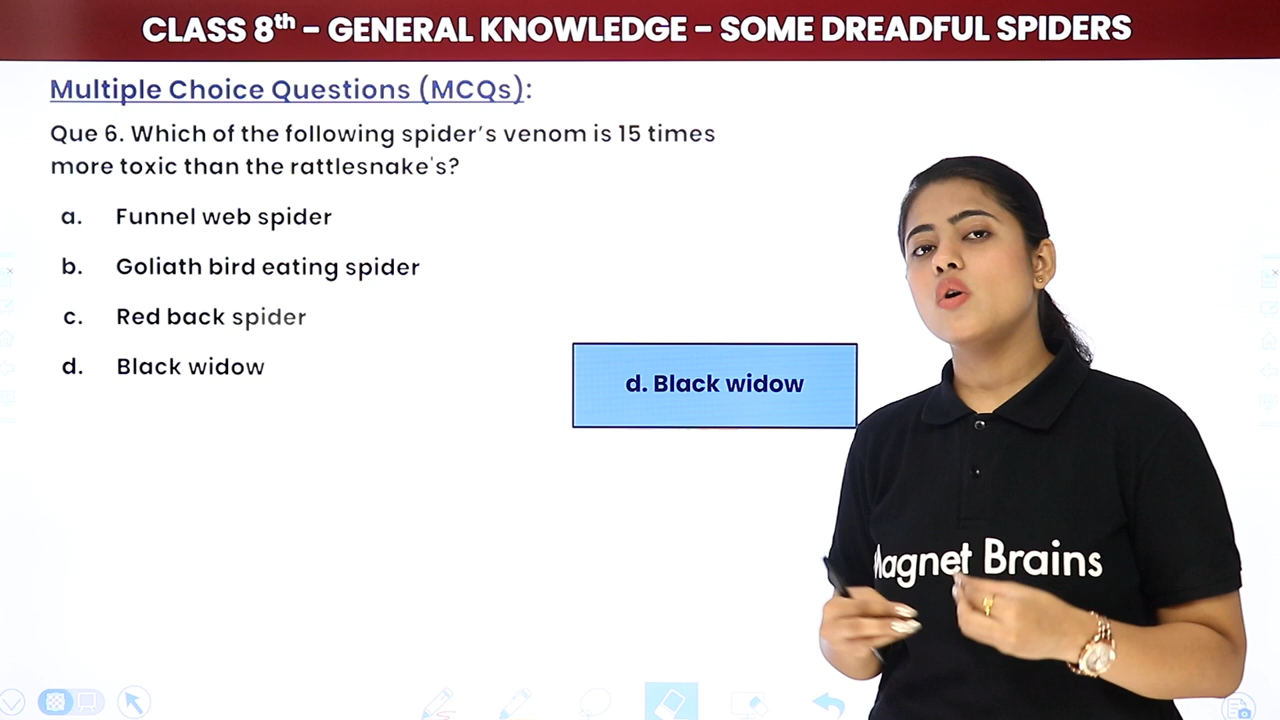 CLASS 8th - GENERAL KNOWLEDGE - SOME DREADFUL SPIDERS
Multiple Choice Questions (MCQs):
Que 6. Which of the following spider's venom is 15 times
more toxic than the rattlesnake's?
a. Funnel web spider
b. Goliath bird eating spider
c. Red back spider
d. Black widow
d. Black widow
Magnet Brains